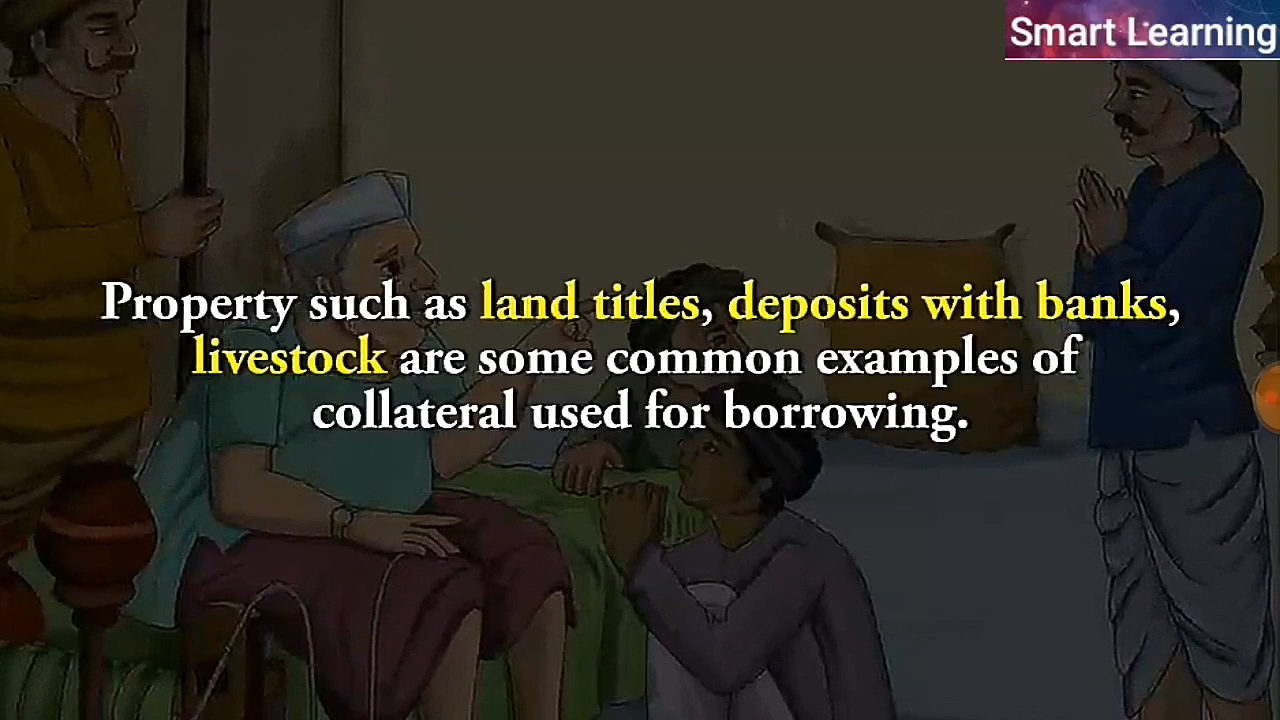 Smart Learning
Property such as land titles, deposits with banks,
livestock are some common examples of
collateral used for borrowing.